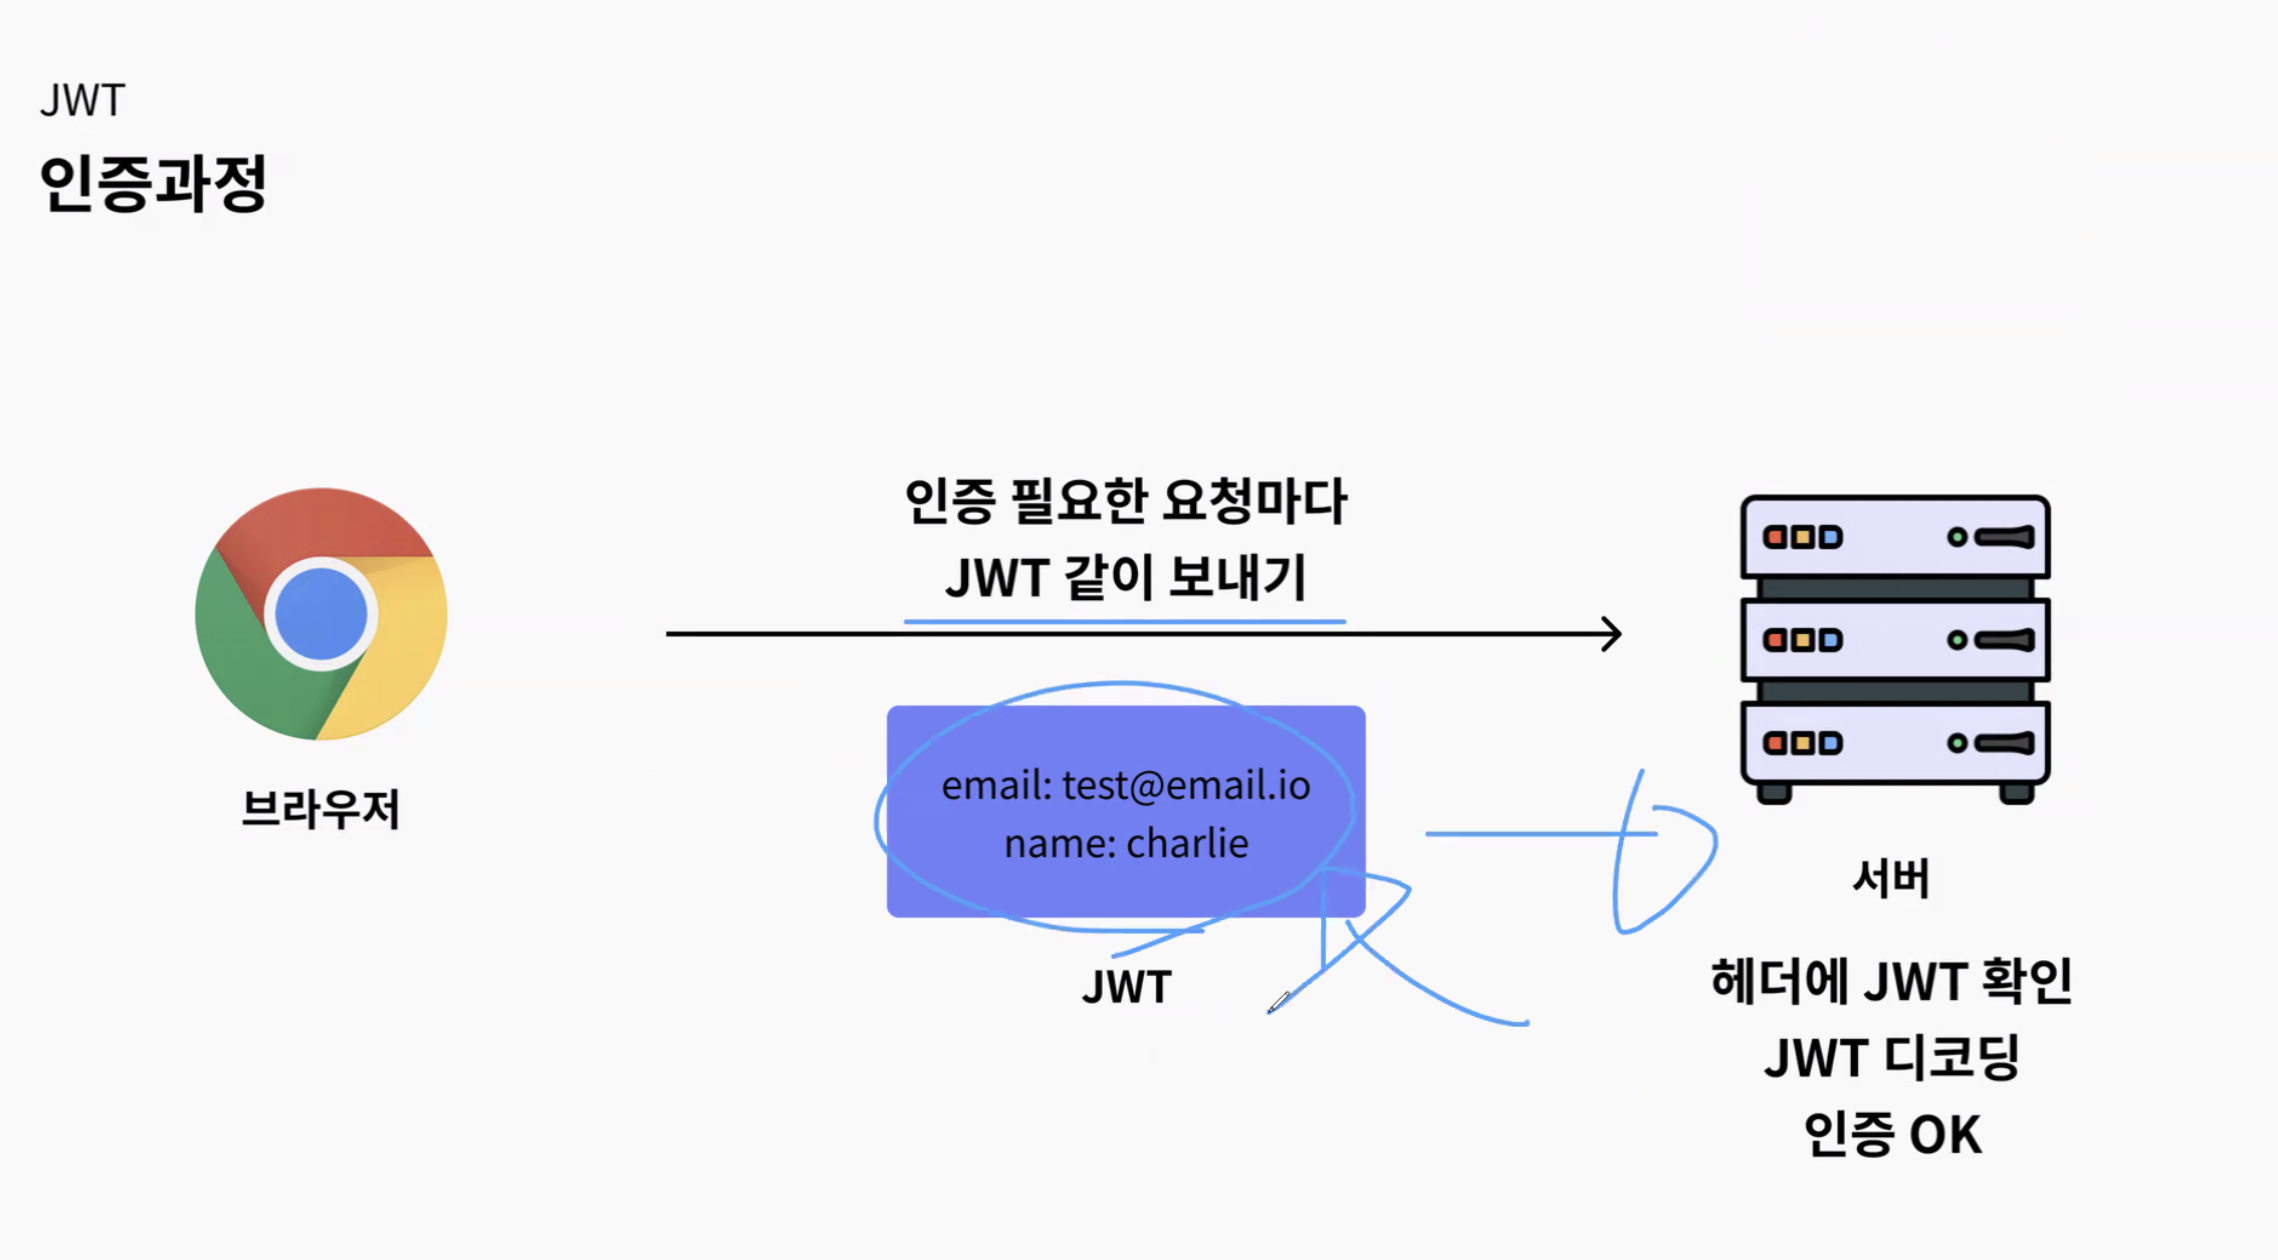 JWT
인증과정
인증 필요한 요청마다
JWT 같이 보내기
email: test@email.io
name: charlie
JWT
브라우저
서버
헤더에 JWT 확인
JWT 디코딩
인증 OK